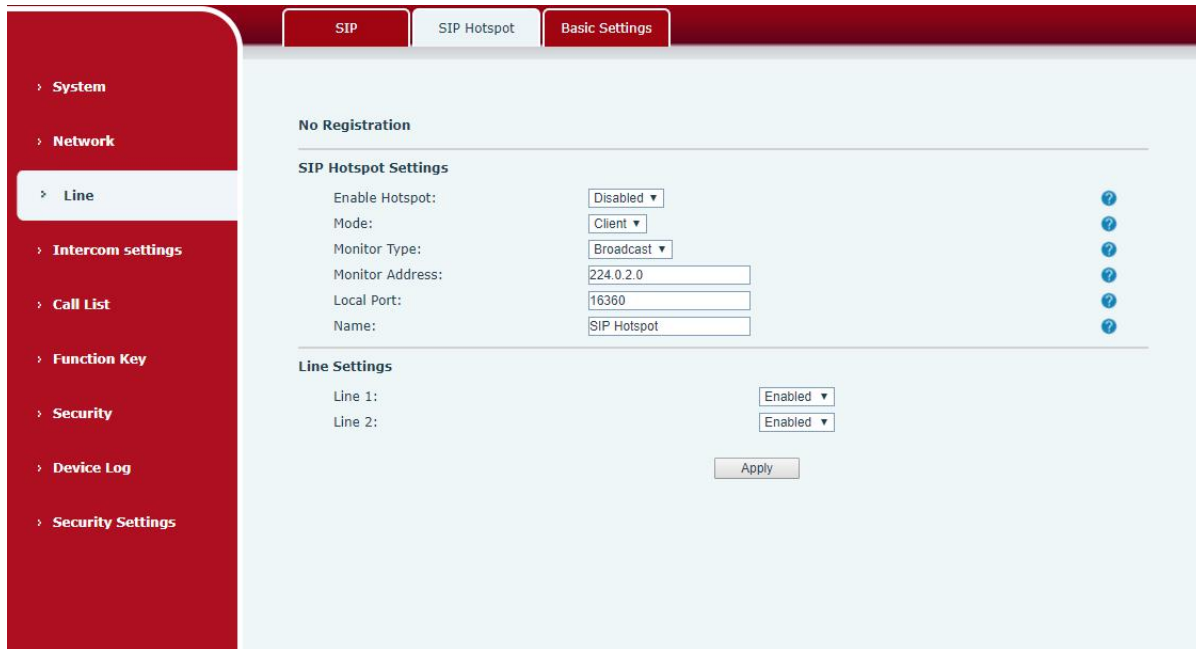 SIP SIP Hotspot Basic Settings
System
Network
Line
Intercom settings
Call List
Function Key
Security
Device Log
Security Settings
No Registration
SIP Hotspot Settings
Enable Hotspot: Disabled
Mode: Client
Monitor Type: Broadcast
Monitor Address: 224.0.2.0
Local Port: 16360
Name: SIP Hotspot
Line Settings
Line 1: Enabled
Line 2: Enabled
Apply